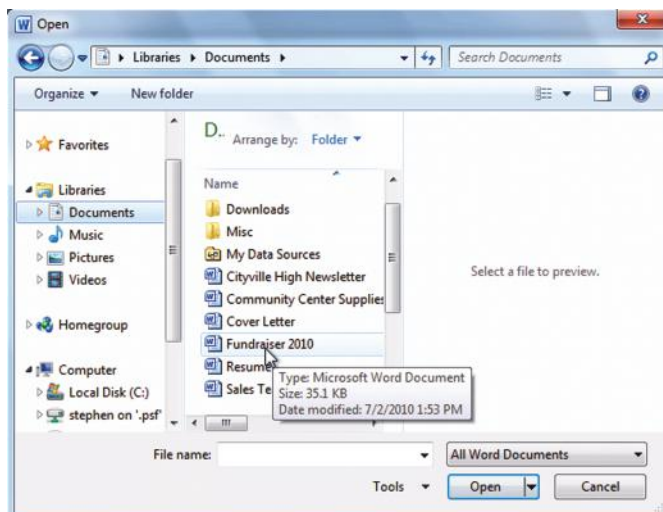 Open
Libraries Documents
Search Documents
Organize New folder
Favorites
Libraries
Documents
Music
Pictures
Videos
Homegroup
Computer
Local Disk (C:)
stephen on '.psf'
D.. Arrange by: Folder
Name
Downloads
Misc
My Data Sources
Cityville High Newsletter
Community Center Supplies
Cover Letter
Fundraiser 2010
Resume
Sales Te
Type: Microsoft Word Document
Size: 35.1 KB
Date modified: 7/2/2010 1:53 PM
Select a file to preview.
File name:
All Word Documents
Tools Open Cancel